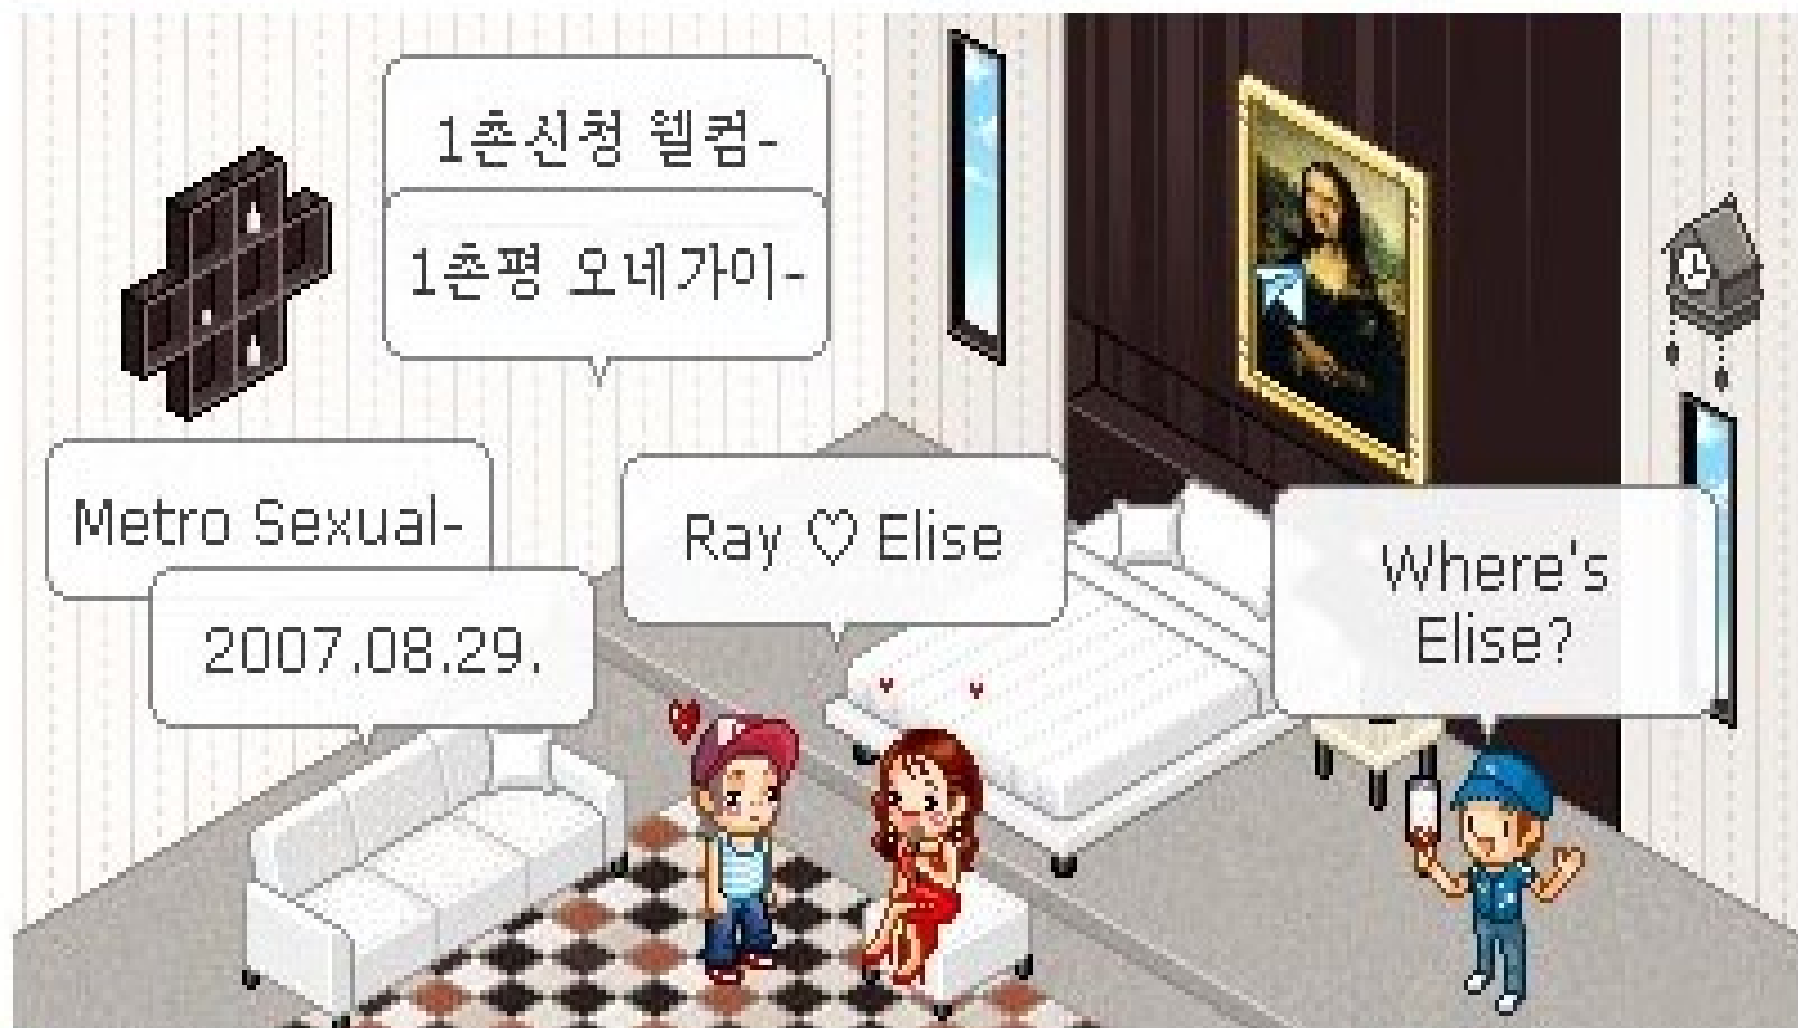 1촌신청 웰컴-
1촌평 오네가이-
Metro Sexual-
2007.08.29.
Ray ♡ Elise
Where's
Elise?